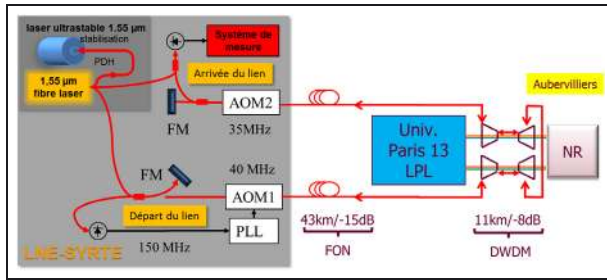 laser ultrastable 1,55 µm
stabilisation
PDH
1,55 µm
fibre laser
Système de
mesure
Arrivée du lien
FM
AOM2
35MHz
40 MHz
FM
AOM1
Départ du lien
150 MHz
PLL
LNE-SYRTE
Univ.
Paris 13
LPL
Aubervilliers
NR
43km/-15dB
FON
11km/-8dB
DWDM